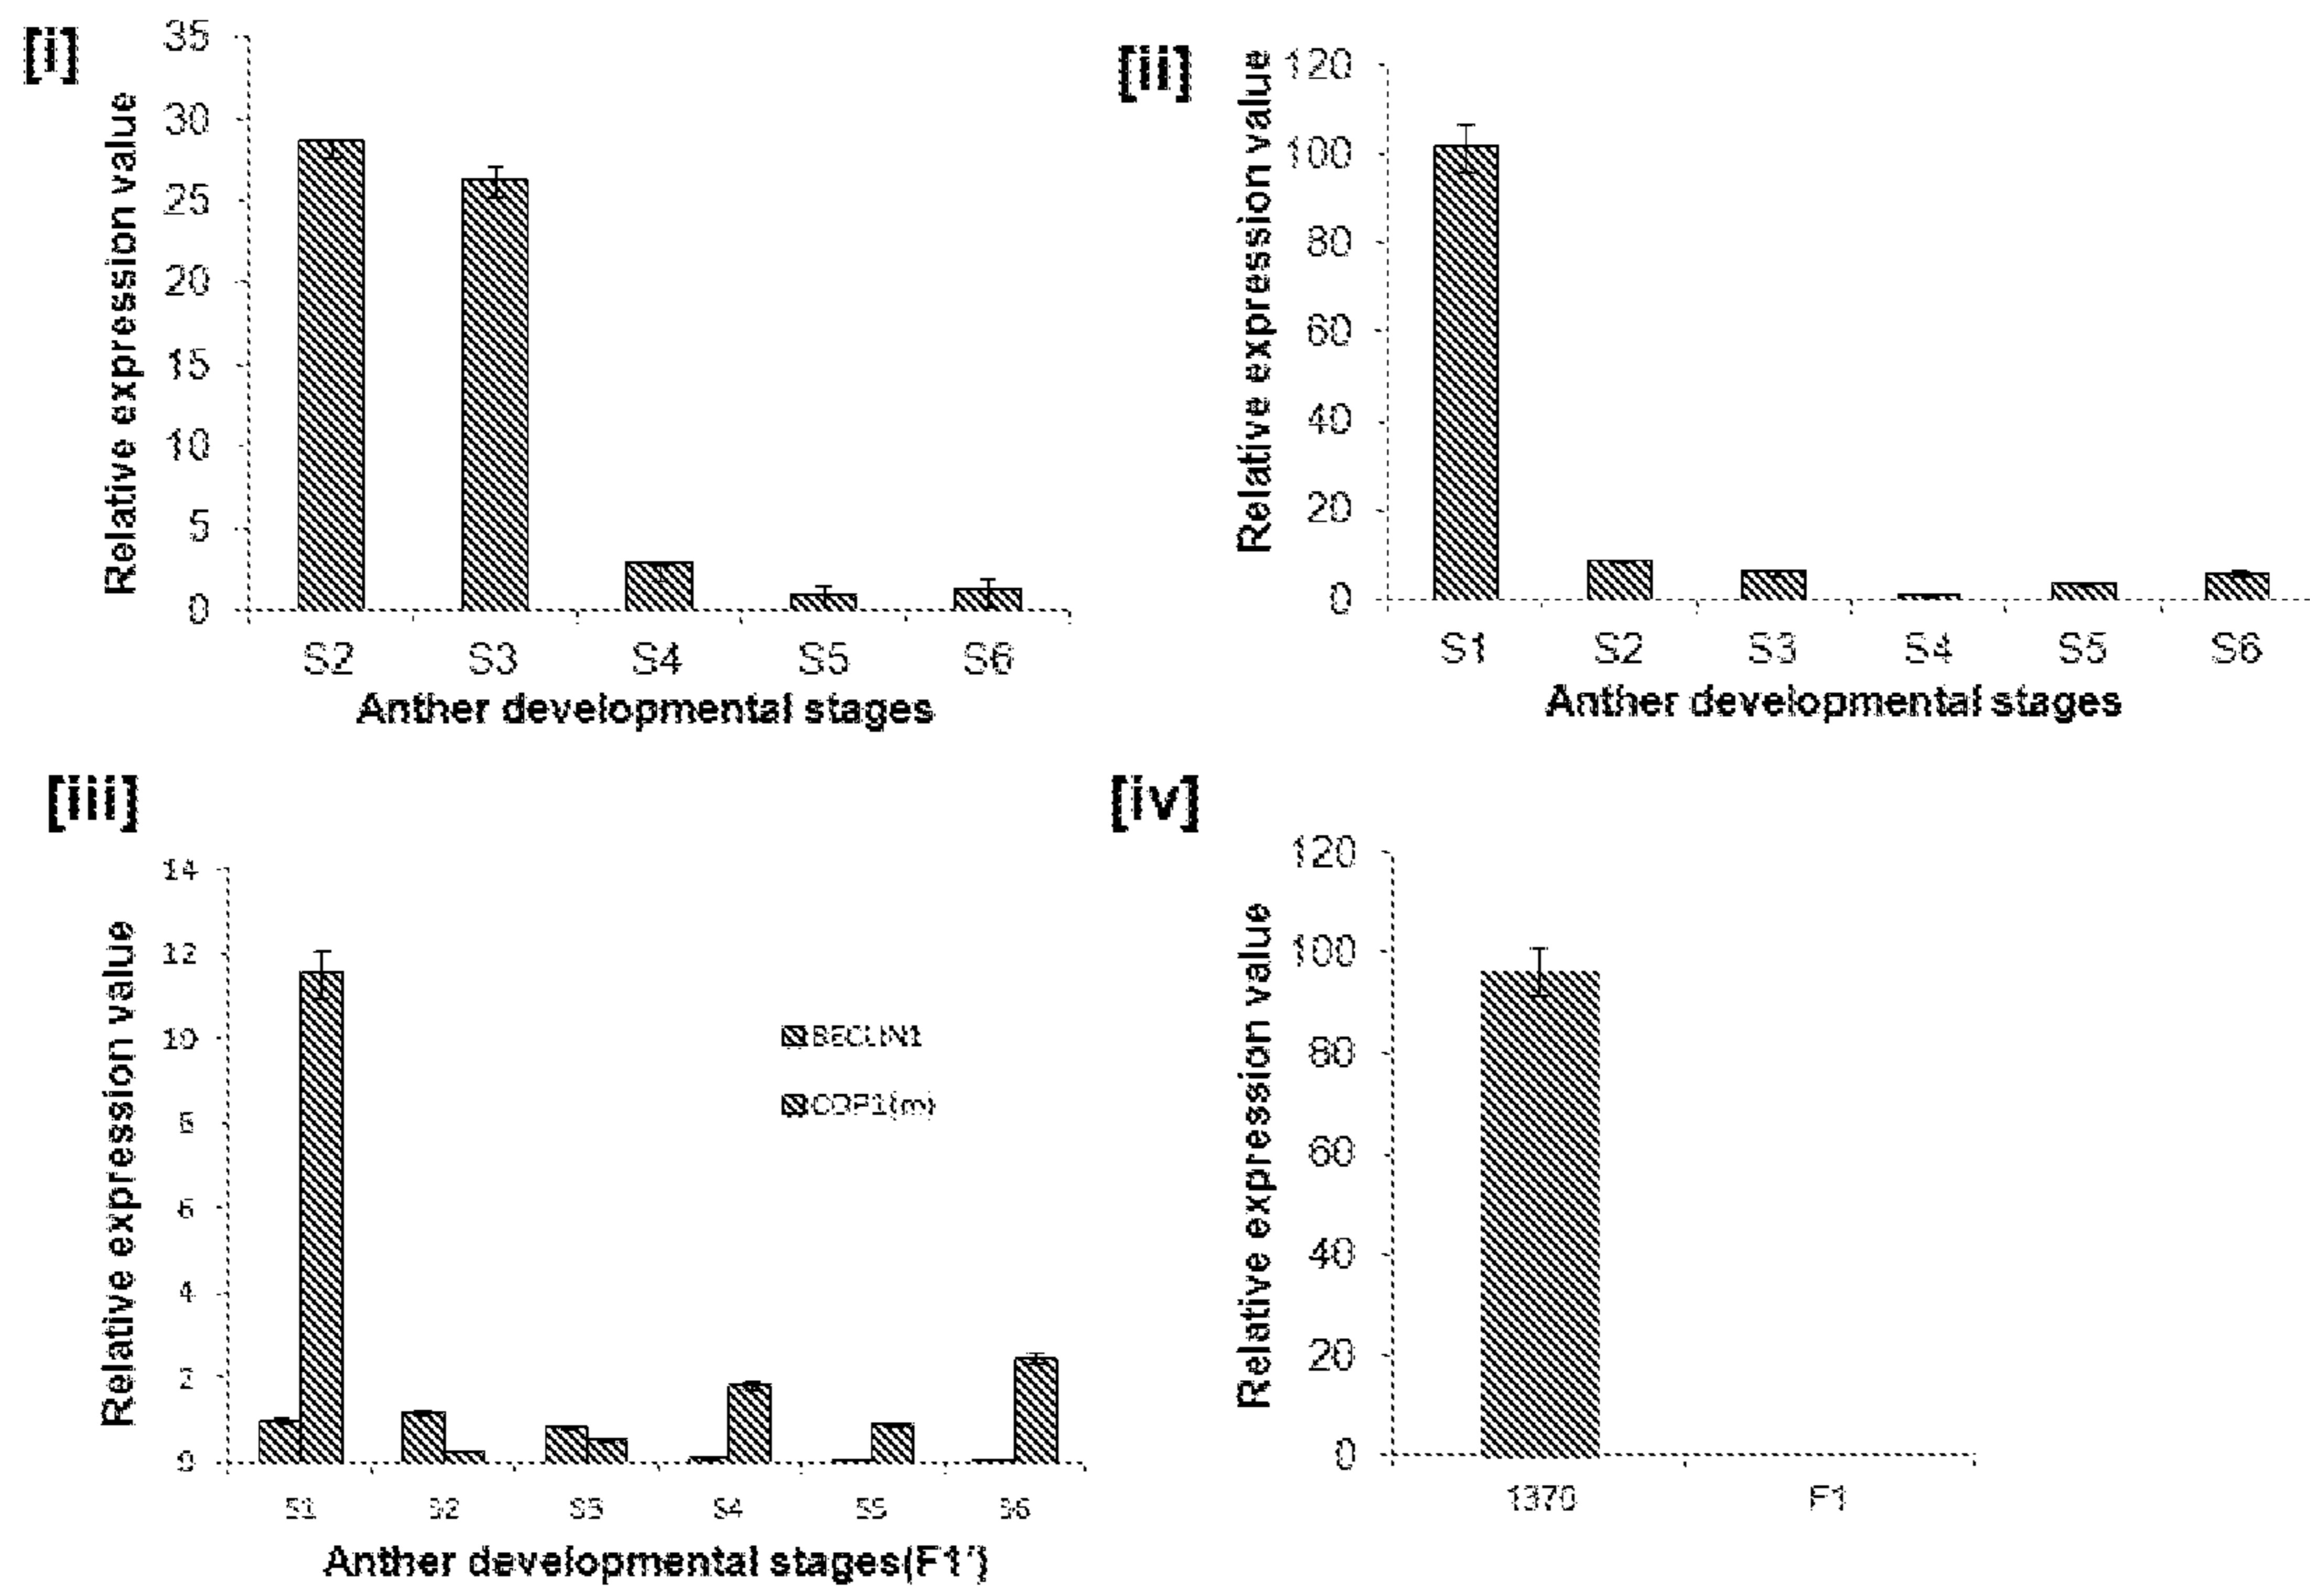 [i]
Relative expression value
35
30
25
20
15
10
5
0
S2 S3 S4 S5 S6
Anther developmental stages
[ii]
Relative expression value
120
100
80
60
40
20
0
S1 S2 S3 S4 S5 S6
Anther developmental stages
[iii]
Relative expression value
14
12
10
8
6
4
2
0
BECLIN1
COP1(m)
S1 S2 S3 S4 S5 S6
Anther developmental stages(F1')
[iv]
Relative expression value
120
100
80
60
40
20
0
1370 F1